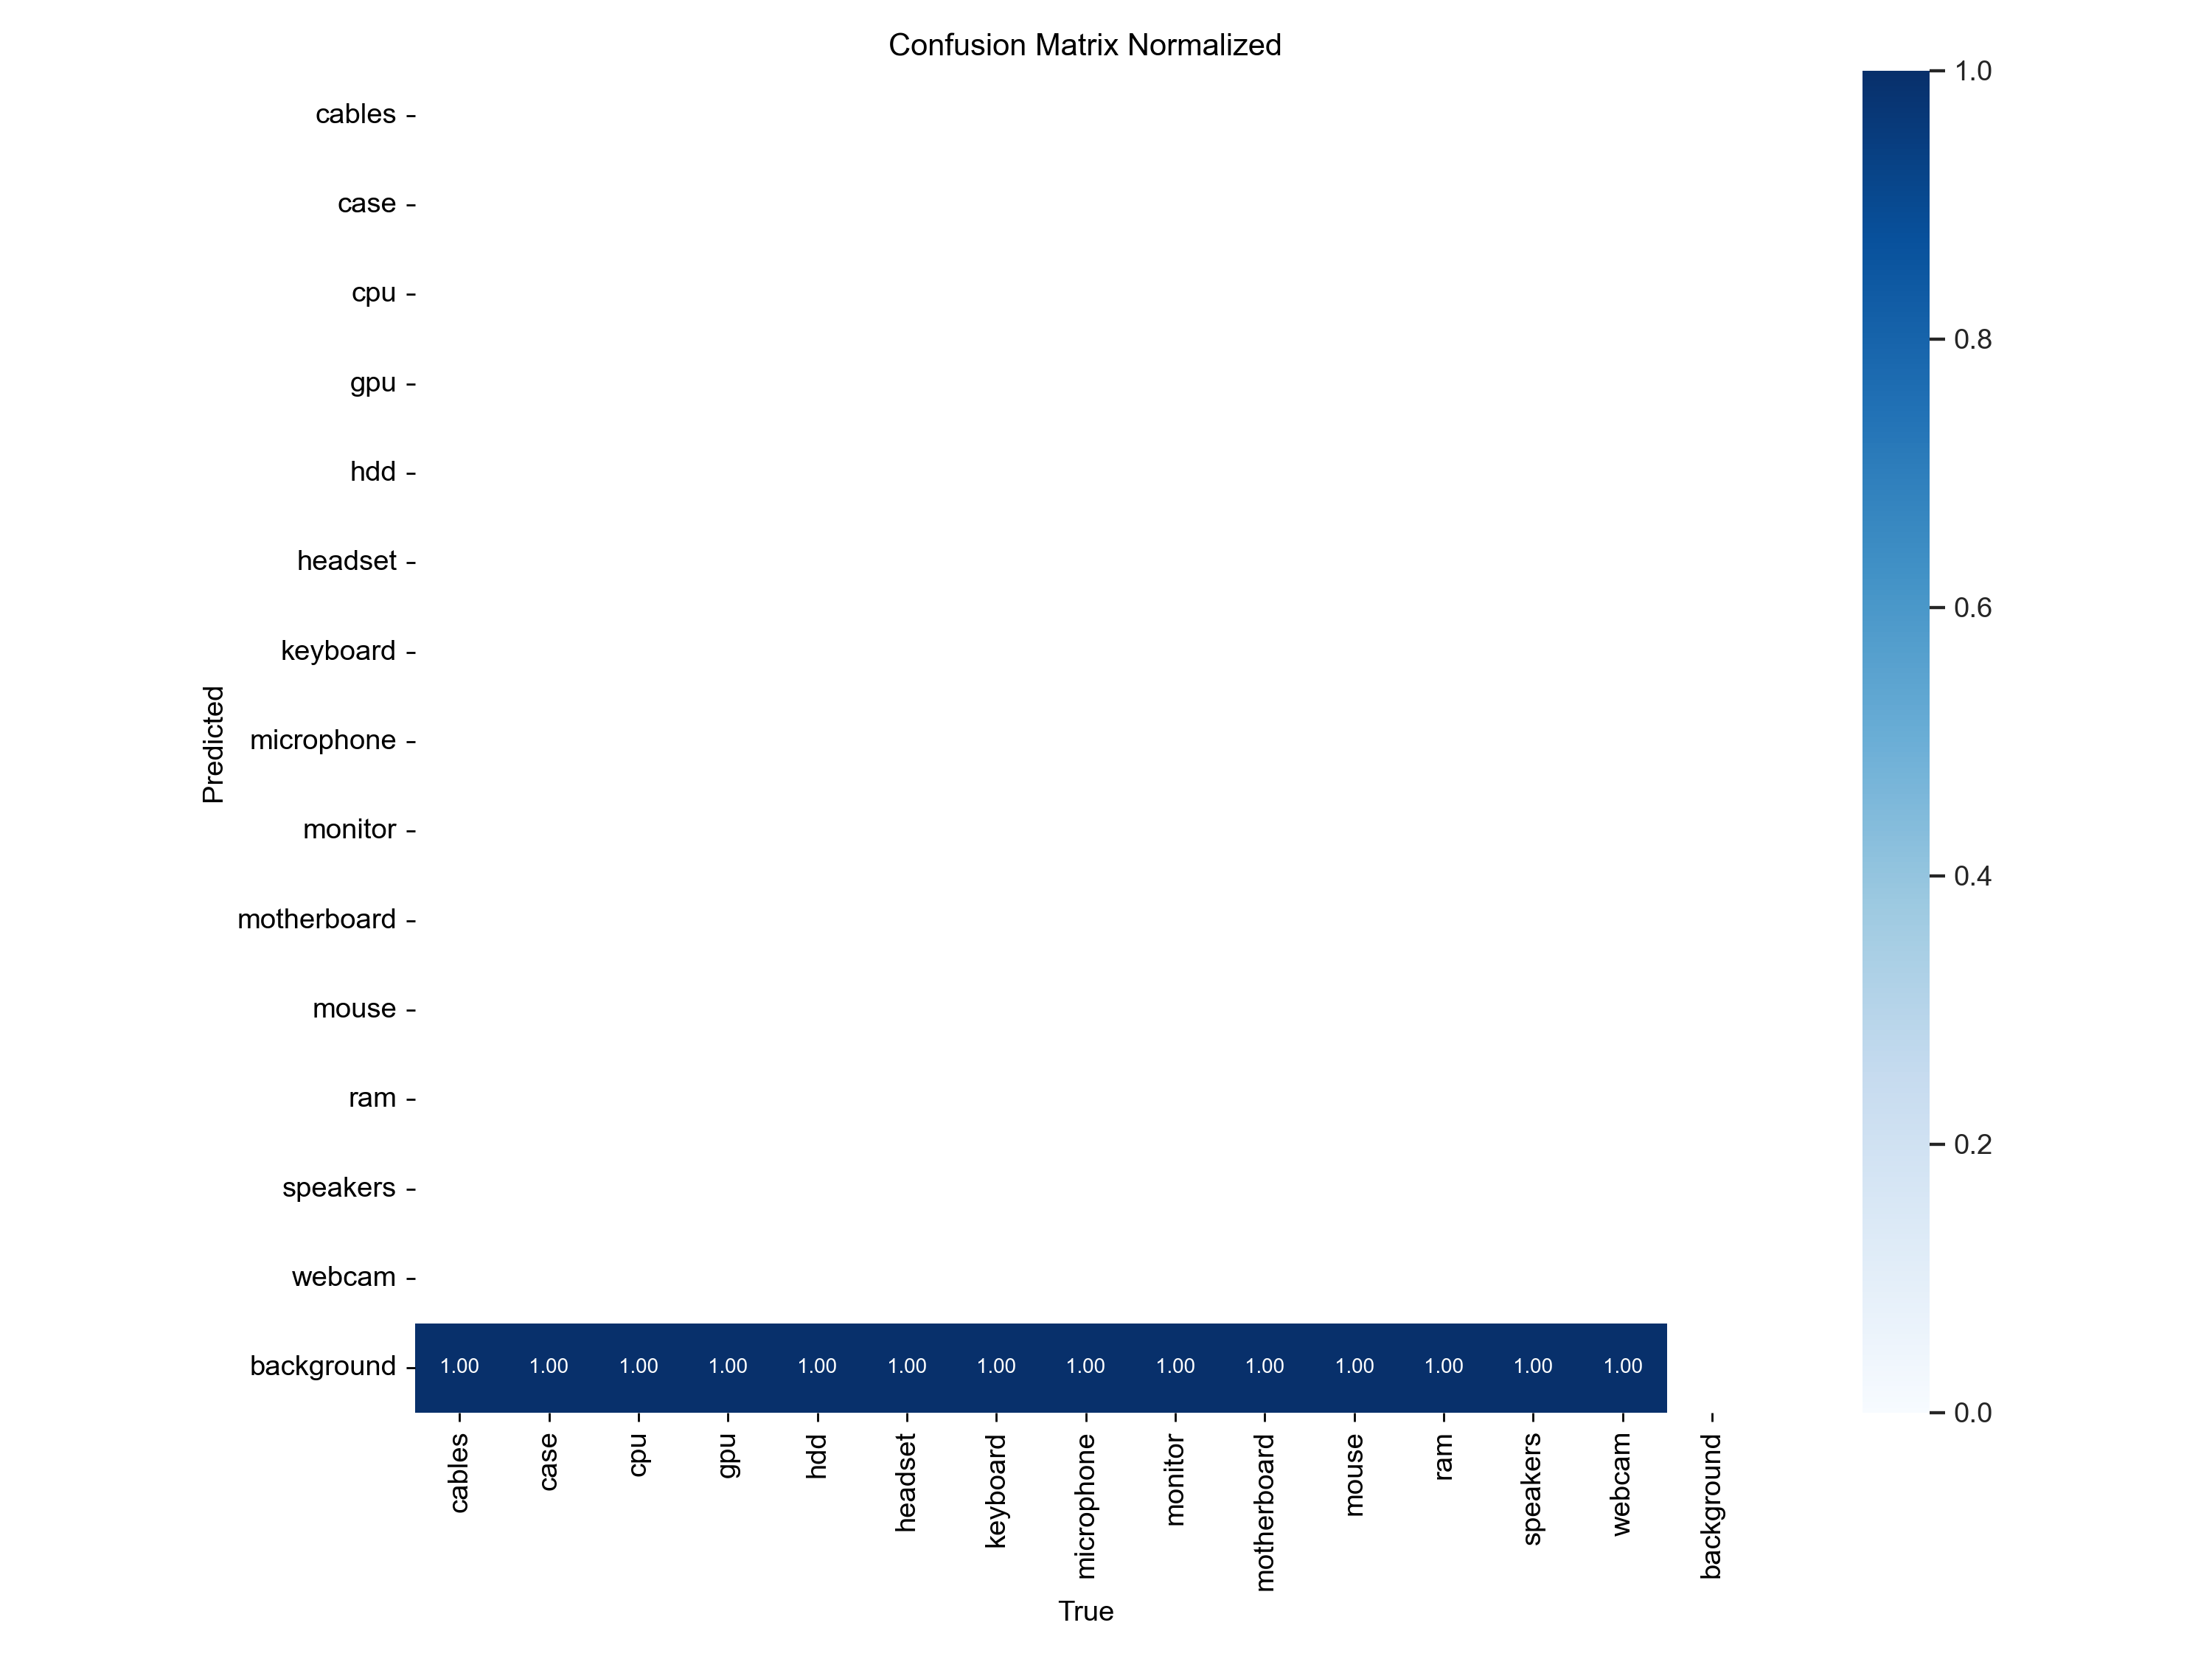 Confusion Matrix Normalized
cables
case
cpu
gpu
hdd
headset
keyboard
microphone
monitor
motherboard
mouse
ram
speakers
webcam
background
Predicted
1.00 1.00 1.00 1.00 1.00 1.00 1.00 1.00 1.00 1.00 1.00 1.00 1.00 1.00
cables case cpu gpu hdd headset keyboard microphone monitor motherboard mouse ram speakers webcam background
True
1.0
0.8
0.6
0.4
0.2
0.0